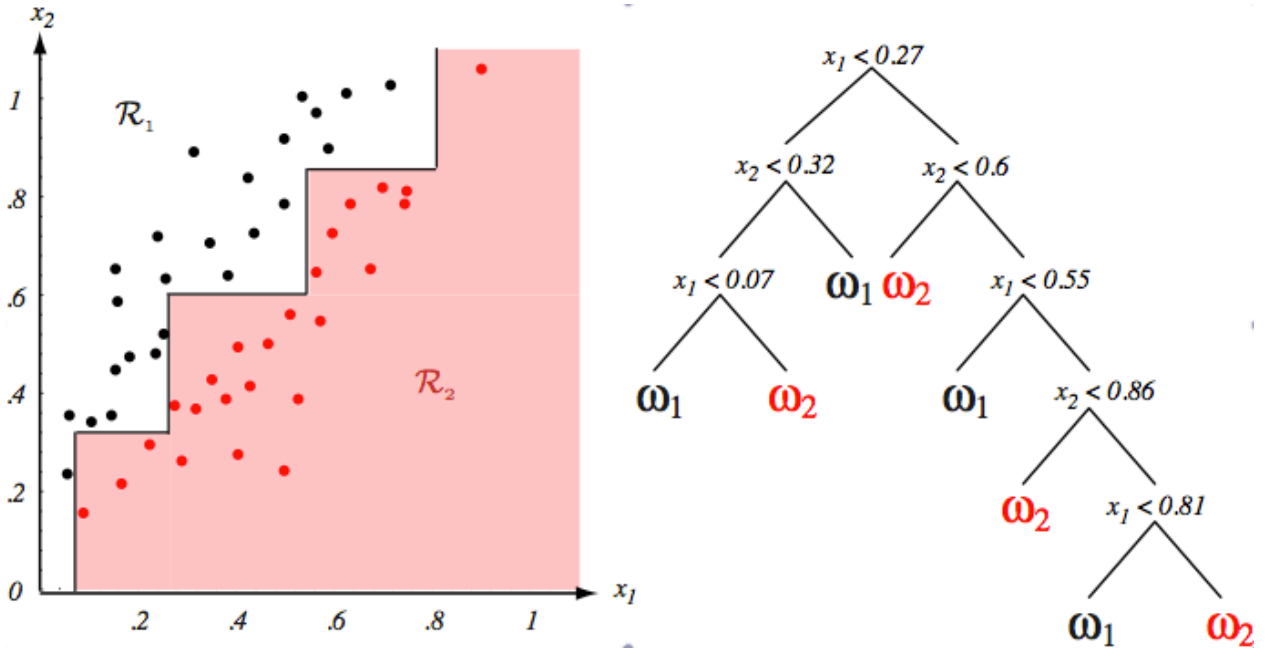 x₂
1
.8
.6
.4
.2
0
R₁
R₂
.2 .4 .6 .8 1
x₁
x₁ < 0.27
x₂ < 0.32 x₂ < 0.6
x₁ < 0.07 ω₁ ω₂ x₁ < 0.55
ω₁ ω₂ ω₁ x₂ < 0.86
ω₂ x₁ < 0.81
ω₁ ω₂